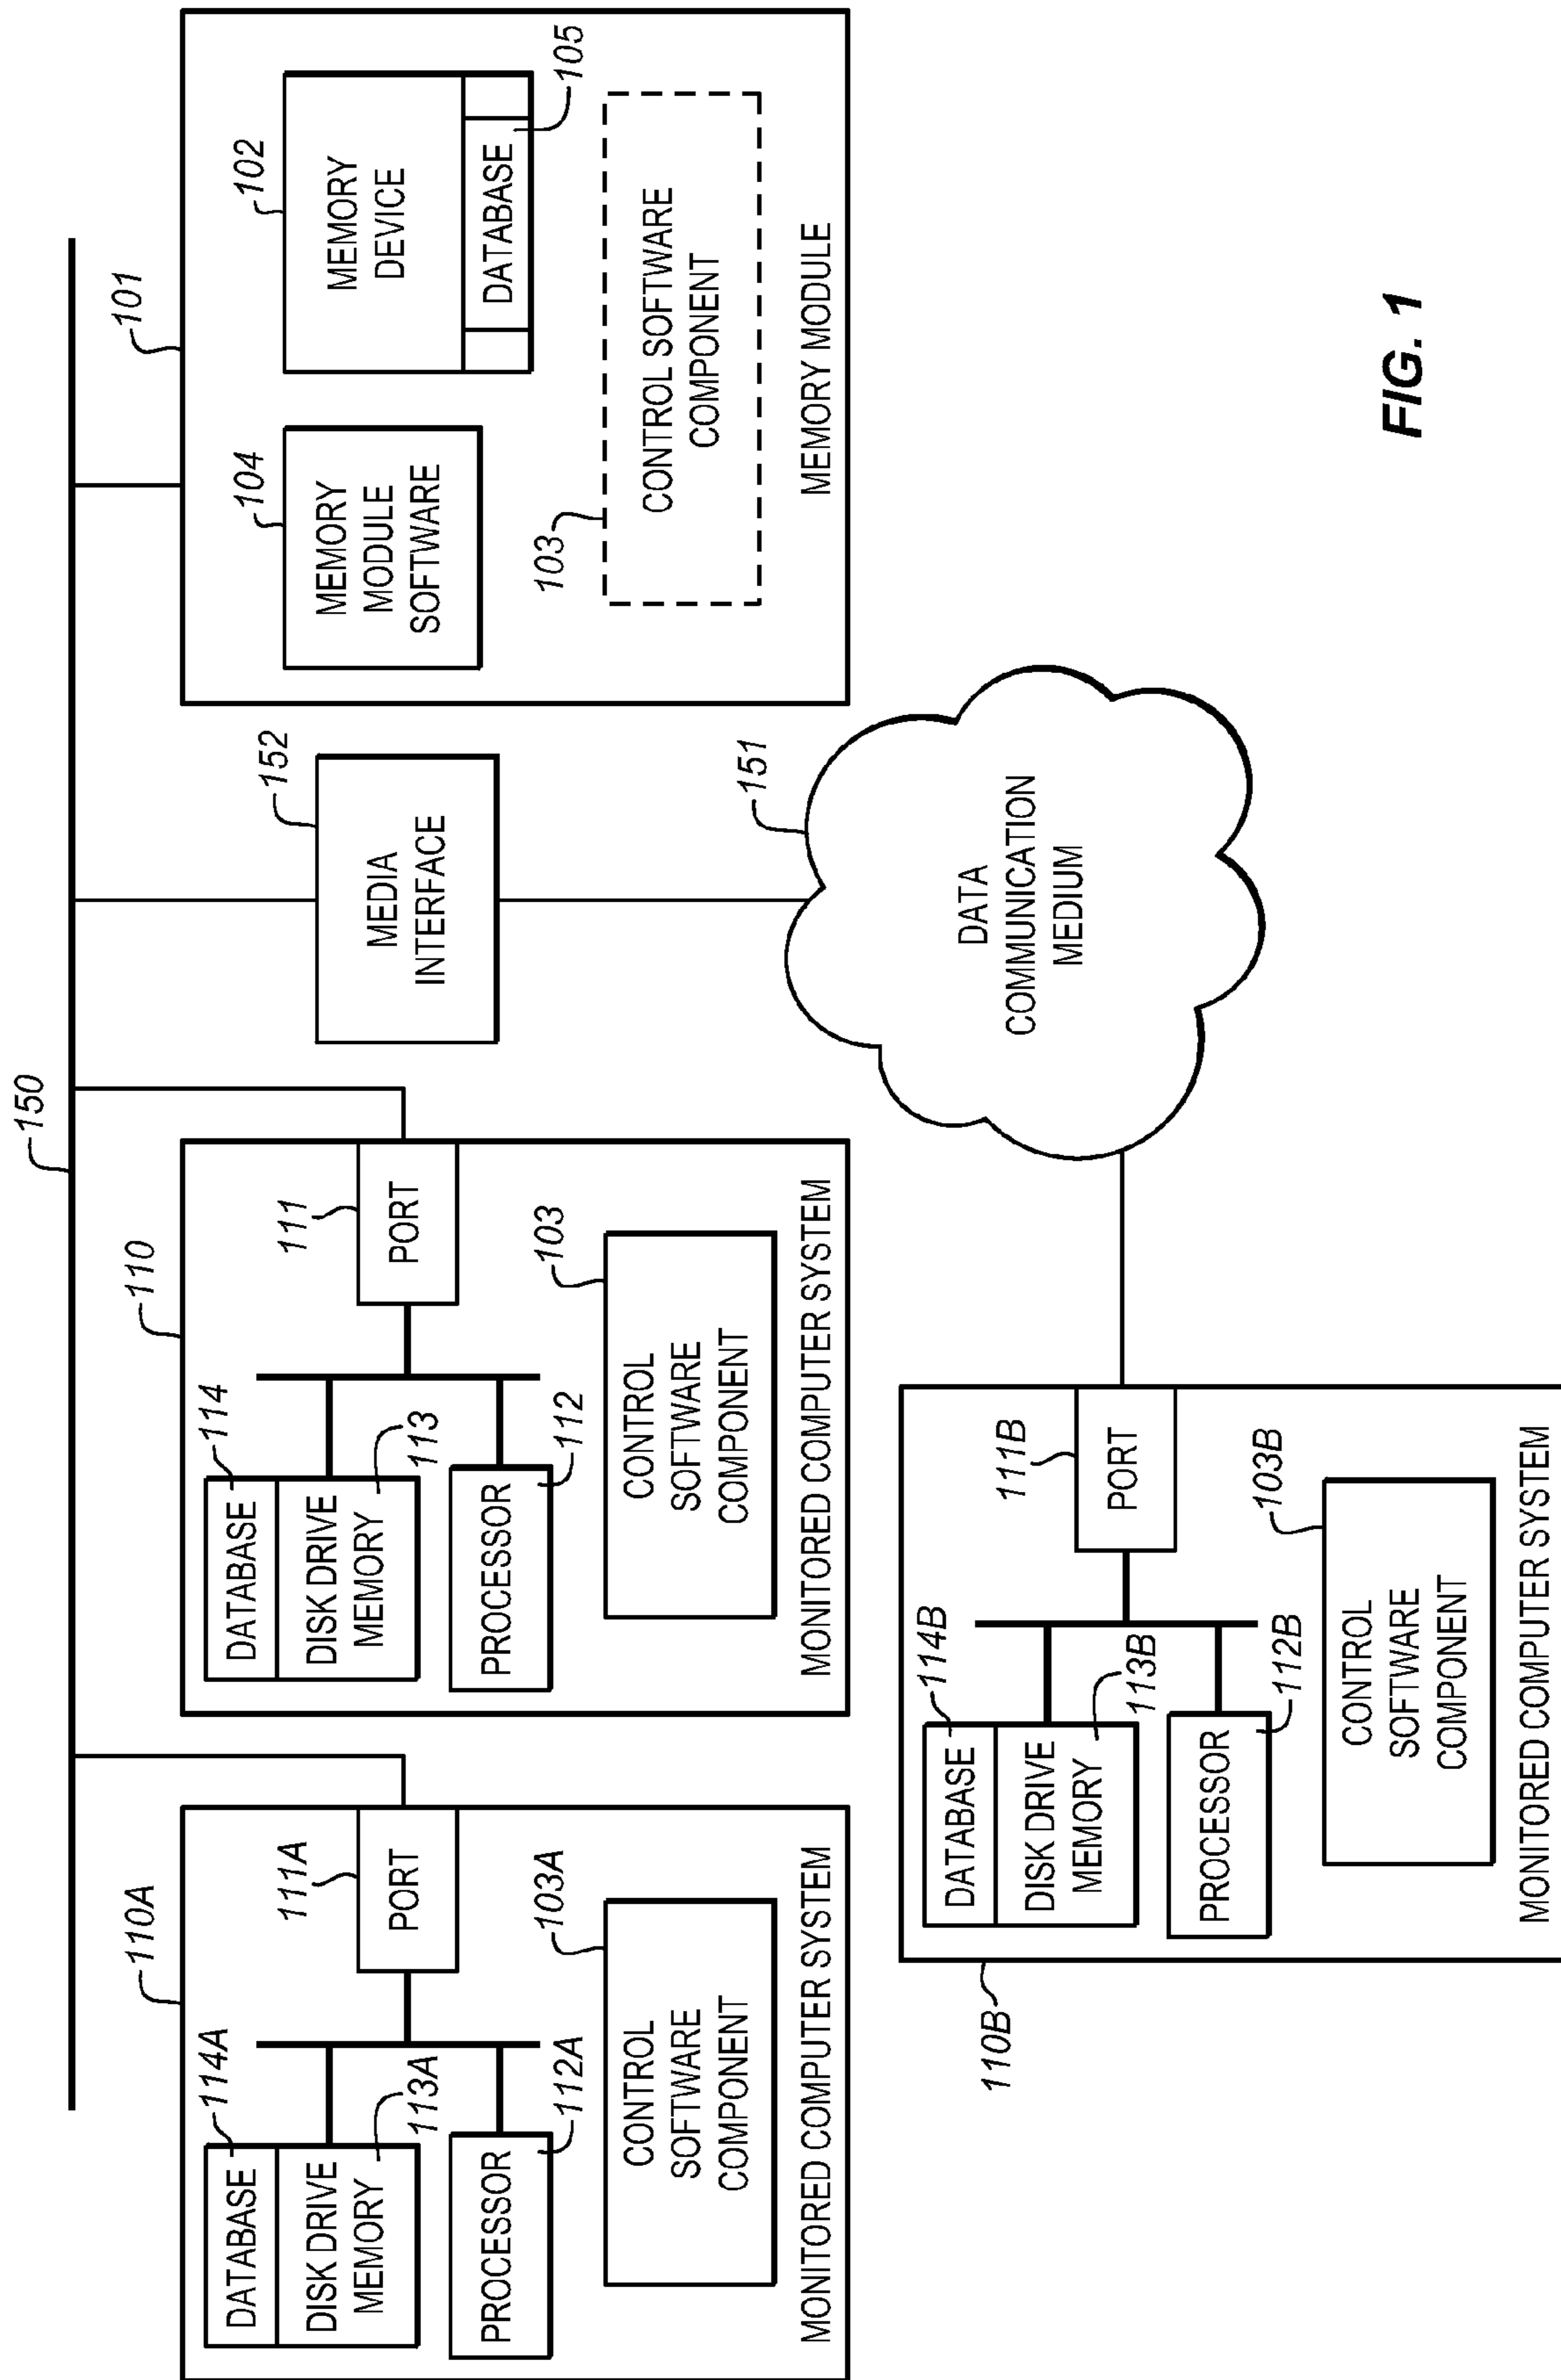 150
110A
114A
DATABASE
DISK DRIVE
MEMORY
113A
PROCESSOR
112A
111A
PORT
103A
CONTROL
SOFTWARE
COMPONENT
MONITORED COMPUTER SYSTEM
110
114
DATABASE
DISK DRIVE
MEMORY
113
PROCESSOR
112
111
PORT
103
CONTROL
SOFTWARE
COMPONENT
MONITORED COMPUTER SYSTEM
152
MEDIA
INTERFACE
101
104
MEMORY
MODULE
SOFTWARE
102
MEMORY
DEVICE
DATABASE
105
103
CONTROL SOFTWARE
COMPONENT
MEMORY MODULE
151
DATA
COMMUNICATION
MEDIUM
110B
114B
DATABASE
DISK DRIVE
MEMORY
113B
PROCESSOR
112B
111B
PORT
103B
CONTROL
SOFTWARE
COMPONENT
MONITORED COMPUTER SYSTEM
FIG. 1